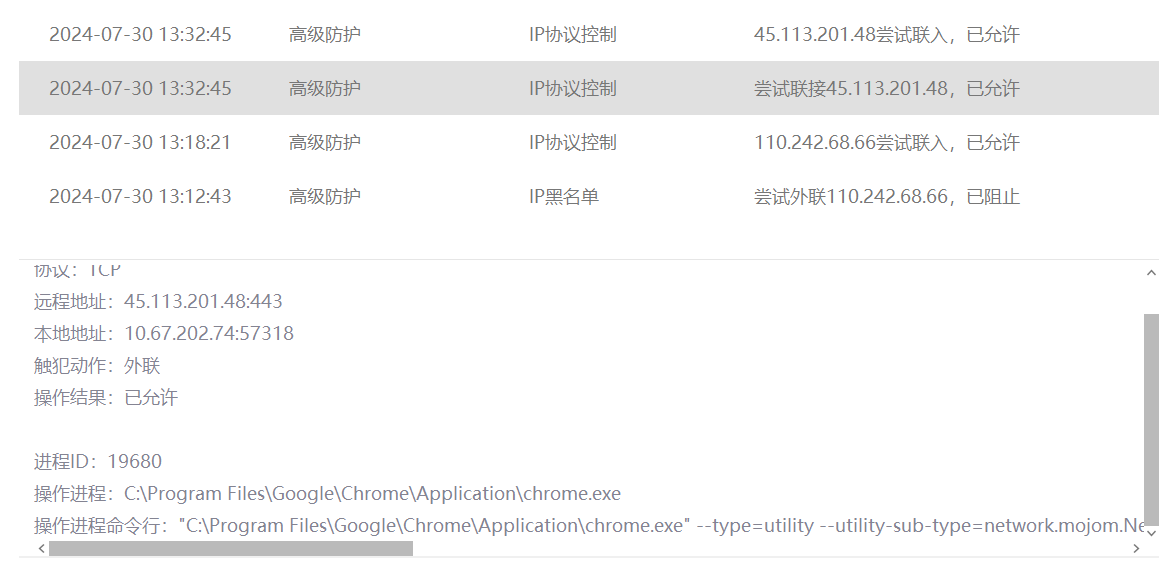 2024-07-30 13:32:45 高级防护 IP协议控制 45.113.201.48尝试联入，已允许
2024-07-30 13:32:45 高级防护 IP协议控制 尝试联接45.113.201.48，已允许
2024-07-30 13:18:21 高级防护 IP协议控制 110.242.68.66尝试联入，已允许
2024-07-30 13:12:43 高级防护 IP黑名单 尝试外联110.242.68.66，已阻止
协议：TCP
远程地址：45.113.201.48:443
本地地址：10.67.202.74:57318
触犯动作：外联
操作结果：已允许
进程ID：19680
操作进程：C:\Program Files\Google\Chrome\Application\chrome.exe
操作进程命令行："C:\Program Files\Google\Chrome\Application\chrome.exe" --type=utility --utility-sub-type=network.mojom.Ne